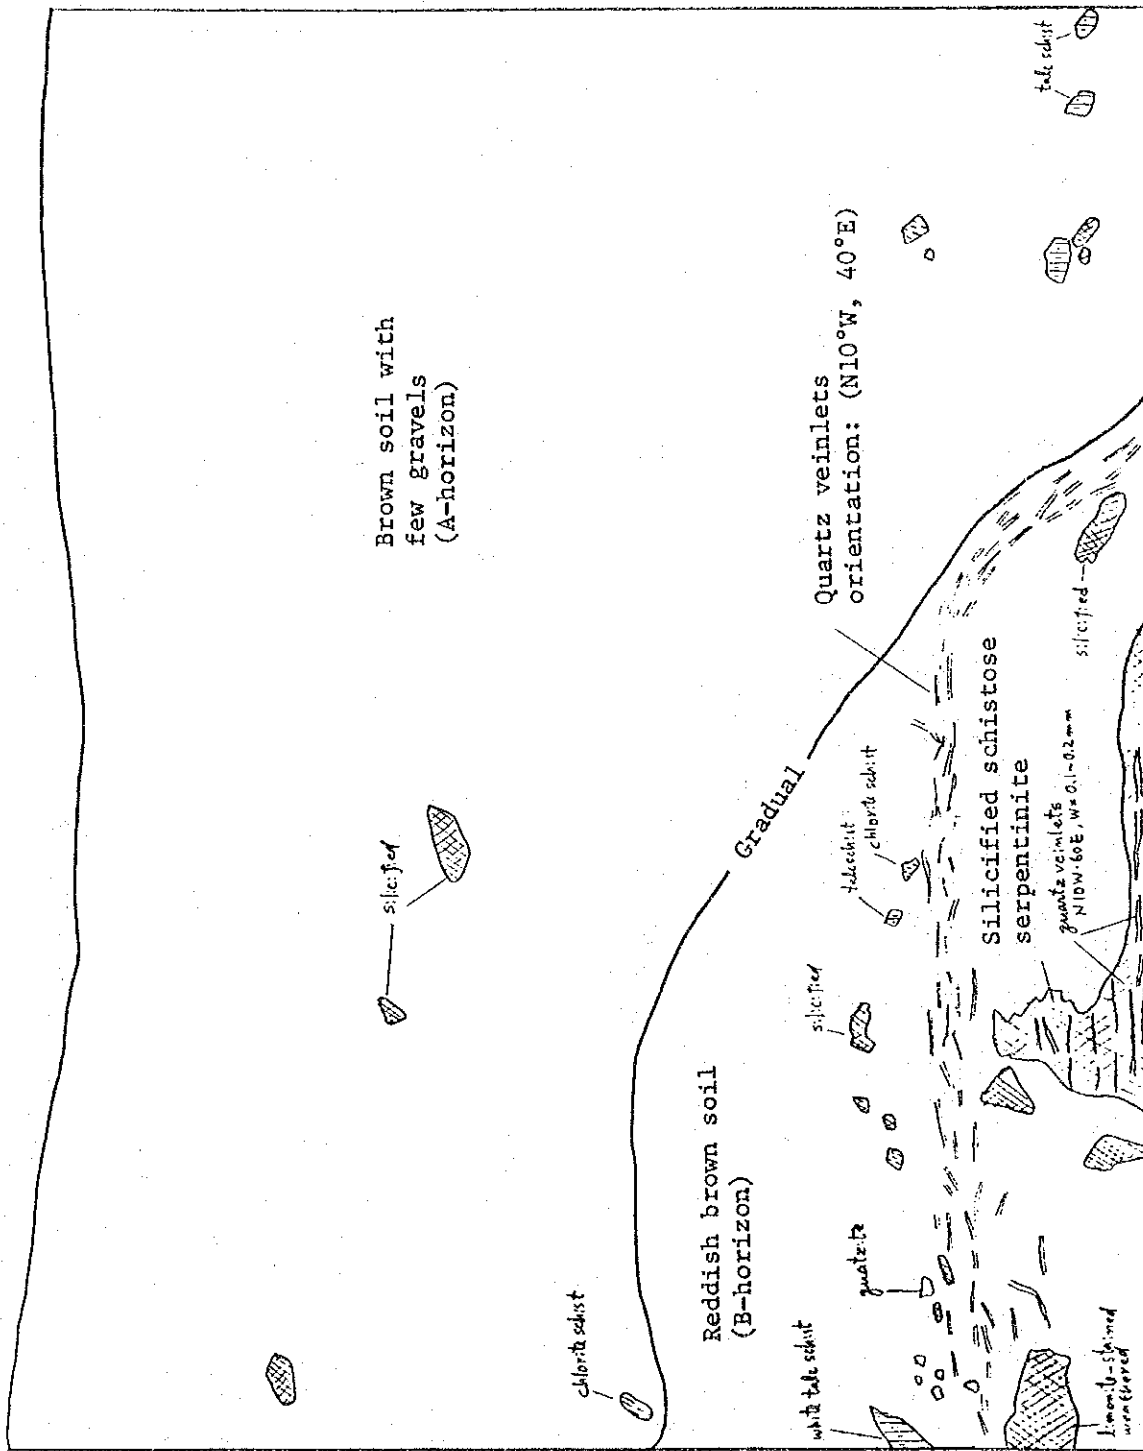 Brown soil with
few gravels
(A-horizon)
silicified
chlorite schist
Gradual
Reddish brown soil
(B-horizon)
Quartz veinlets
orientation: (N10°W, 40°E)
talc schist
white talc schist
quartzite
silicified
talc schist
chlorite schist
Silicified schistose
serpentinite
quartz veinlets
N10W·60E, W=0.1-0.2mm
silicified
limonite-stained
weathered